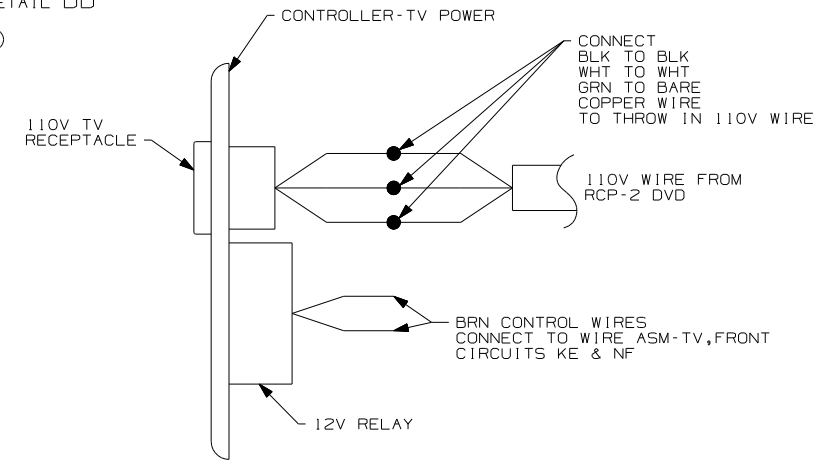 DETAIL DD
CONTROLLER-TV POWER
CONNECT
BLK TO BLK
WHT TO WHT
GRN TO BARE
COPPER WIRE
TO THROW IN 110V WIRE
110V TV
RECEPTACLE
110V WIRE FROM
RCP-2 DVD
BRN CONTROL WIRES
CONNECT TO WIRE ASM-TV,FRONT
CIRCUITS KE & NF
12V RELAY